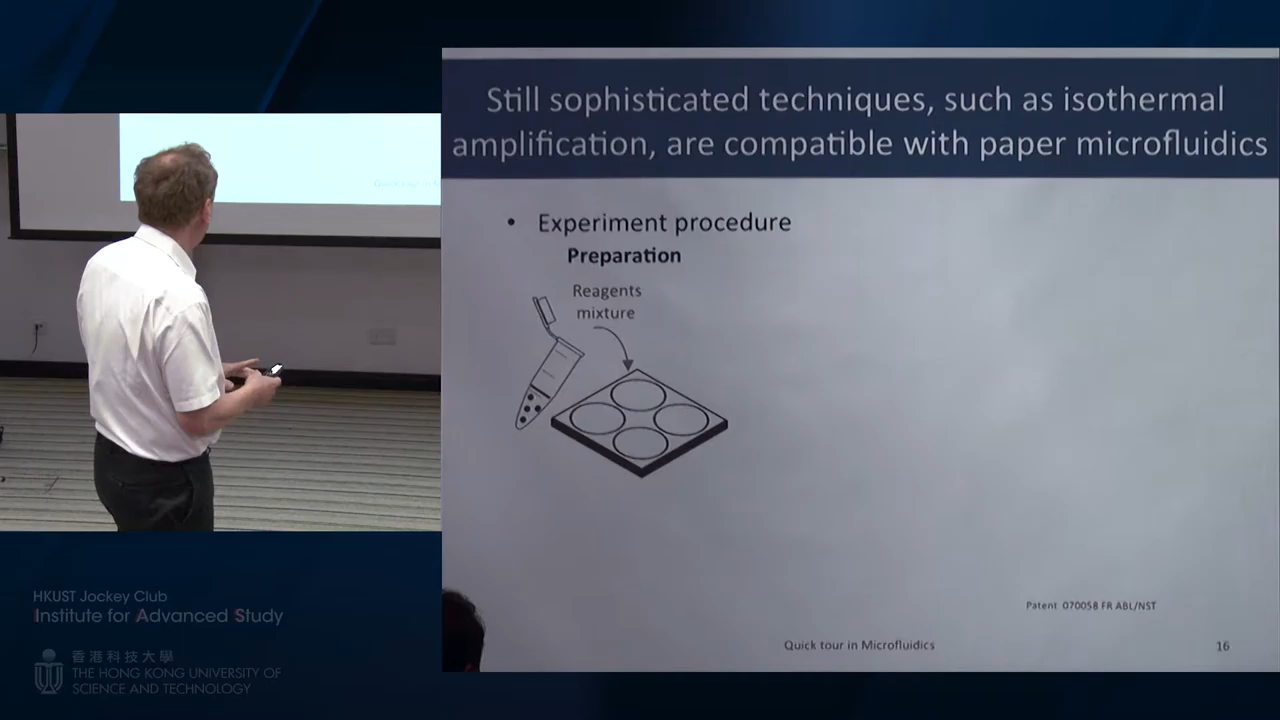 Still sophisticated techniques, such as isothermal
amplification, are compatible with paper microfluidics
• Experiment procedure
Preparation
Reagents
mixture
Patent 070058 FR ABL/NST
Quick tour in Microfluidics
16
HKUST Jockey Club
Institute for Advanced Study
香港科技大學
THE HONG KONG UNIVERSITY OF
SCIENCE AND TECHNOLOGY